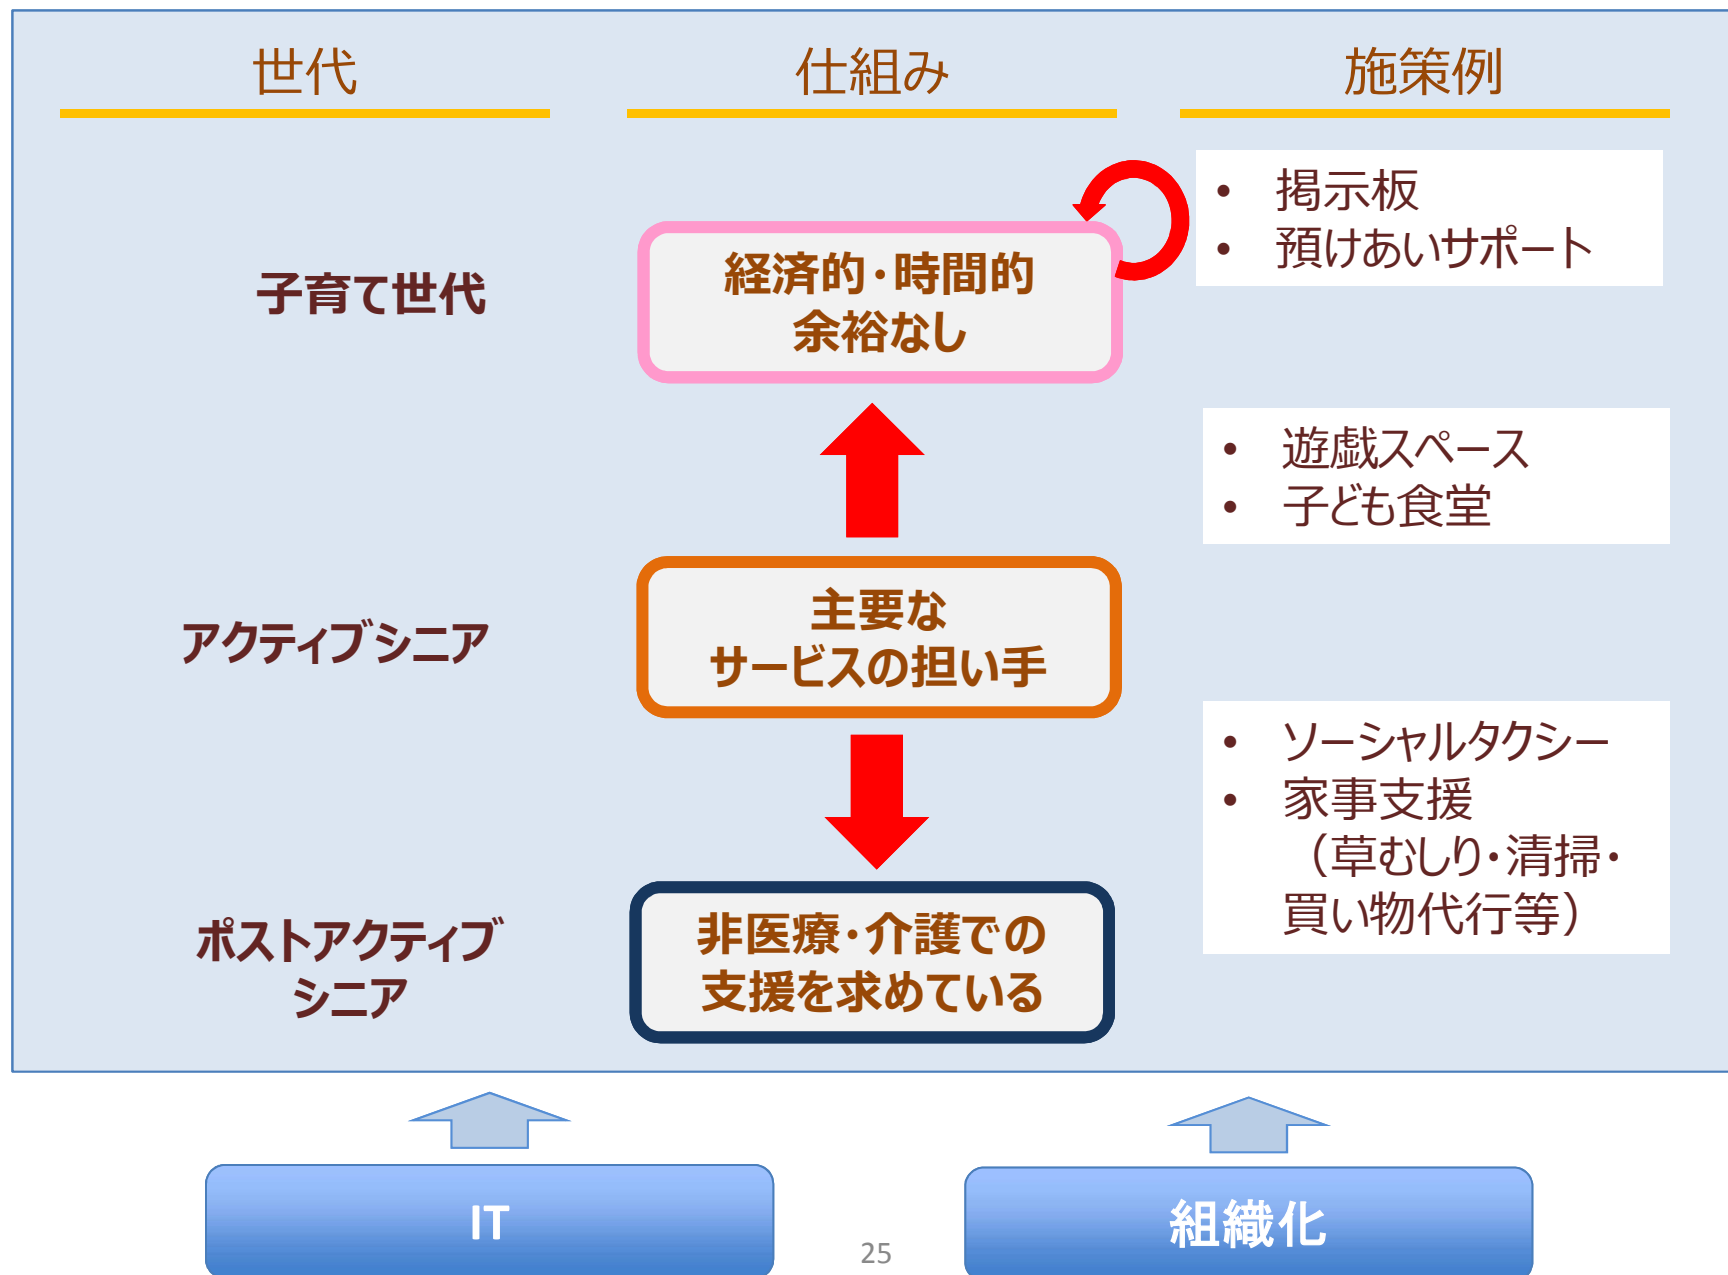 世代
仕組み
施策例
子育て世代
経済的・時間的
余裕なし
• 掲示板
• 預けあいサポート
• 遊戯スペース
• 子ども食堂
アクティブシニア
主要な
サービスの担い手
• ソーシャルタクシー
• 家事支援
（草むしり・清掃・
買い物代行等）
ポストアクティブ
シニア
非医療・介護での
支援を求めている
IT
組織化
25